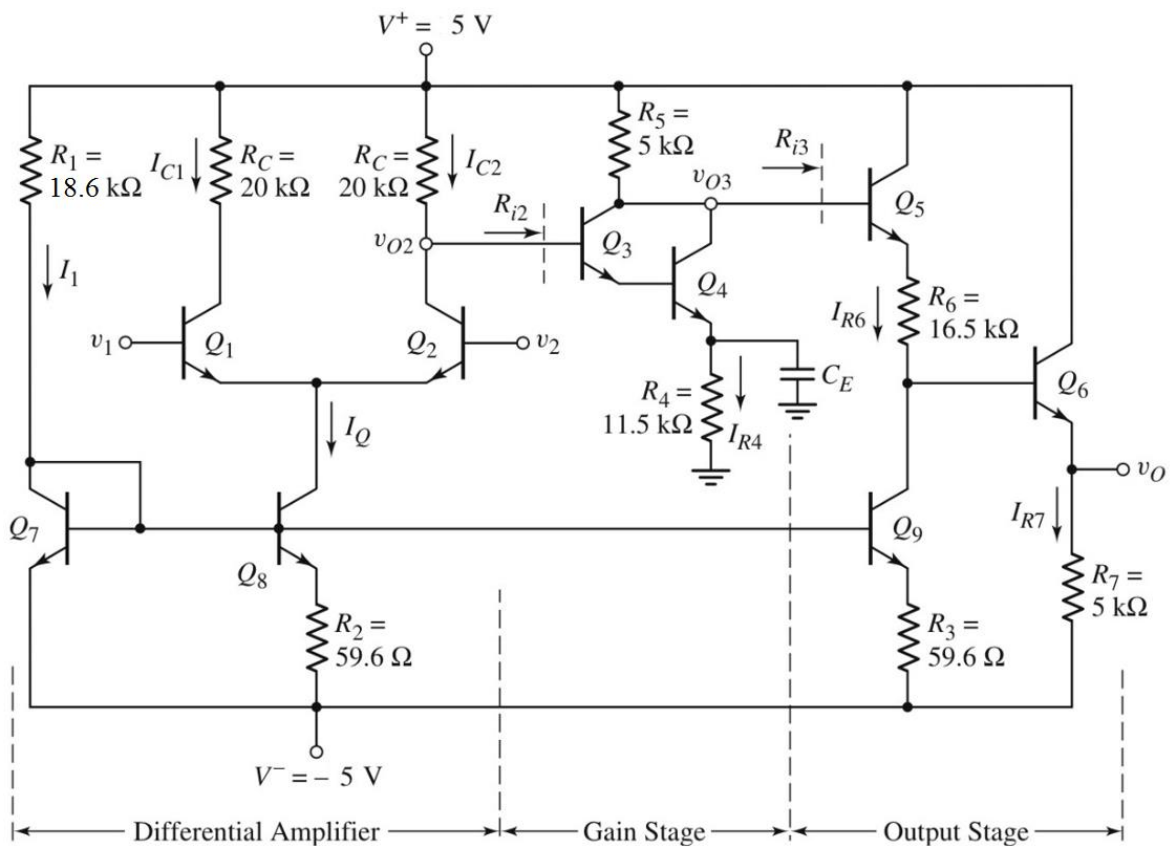 V⁺ = 5 V
R₁ =
18.6 kΩ
I_C1
R_C =
20 kΩ
R_C =
20 kΩ
I_C2
R₅ =
5 kΩ
R_i2
R_i3
v_O3
Q₅
v_O2
Q₃
I₁
Q₄
v₁
Q₁
Q₂
v₂
I_R6
R₆ =
16.5 kΩ
I_Q
R₄ =
11.5 kΩ
I_R4
C_E
Q₆
v_O
Q₇
Q₈
Q₉
I_R7
R₂ =
59.6 Ω
R₃ =
59.6 Ω
R₇ =
5 kΩ
V⁻ = – 5 V
Differential Amplifier
Gain Stage
Output Stage